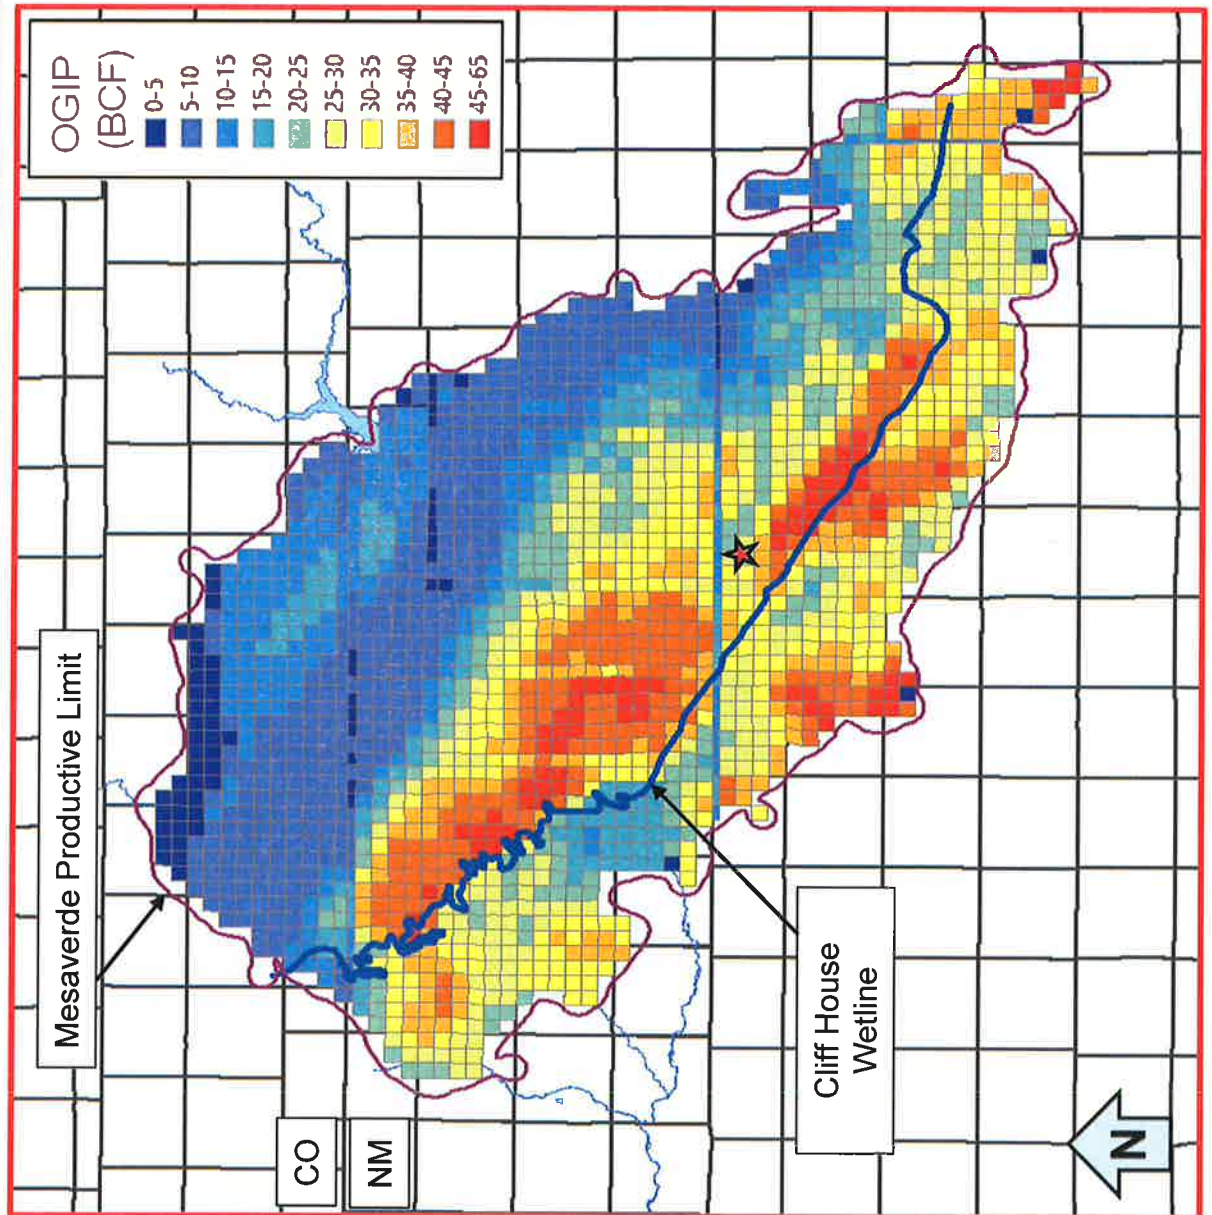 OGIP
(BCF)
0-5
5-10
10-15
15-20
20-25
25-30
30-35
35-40
40-45
45-65
Mesaverde Productive Limit
CO
NM
Cliff House
Wetline
N